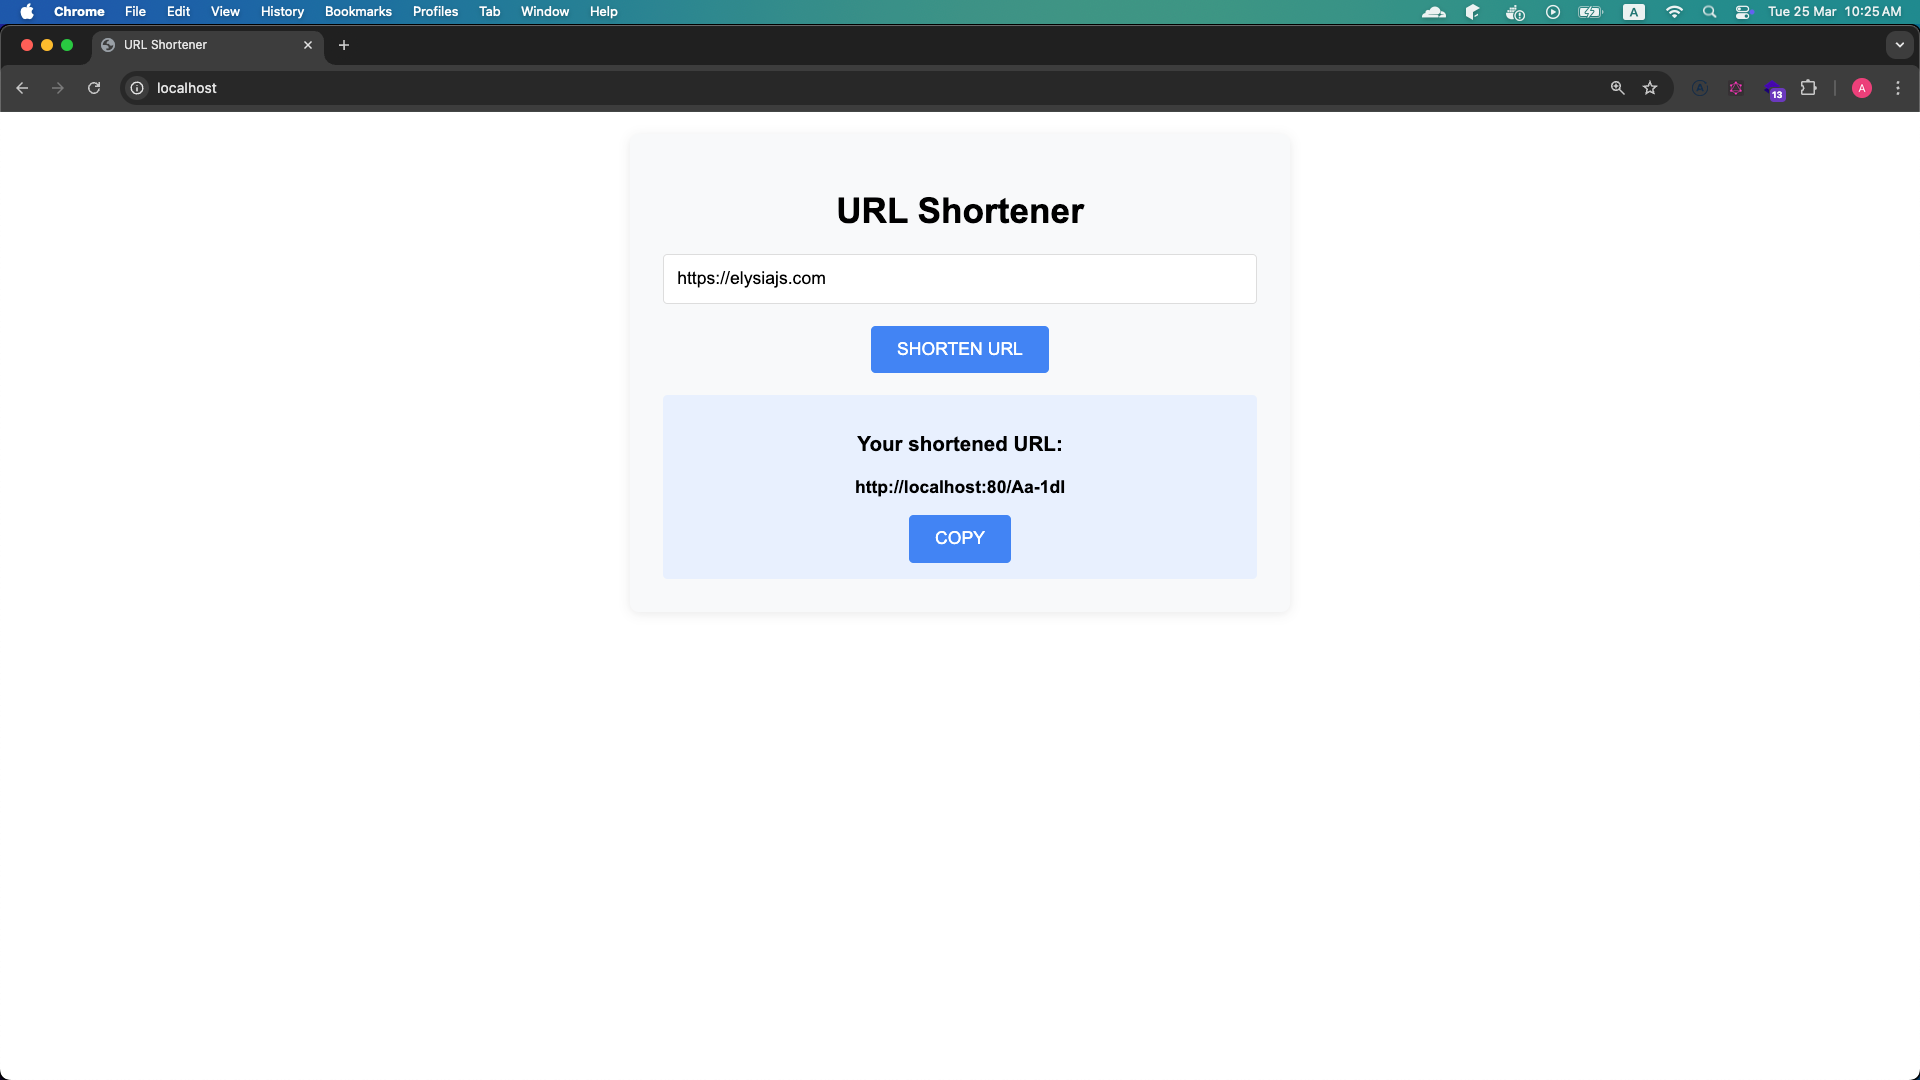 Chrome File Edit View History Bookmarks Profiles Tab Window Help A Tue 25 Mar 10:25 AM
URL Shortener
localhost 13 A
URL Shortener
https://elysiajs.com
SHORTEN URL
Your shortened URL:
http://localhost:80/Aa-1dI
COPY